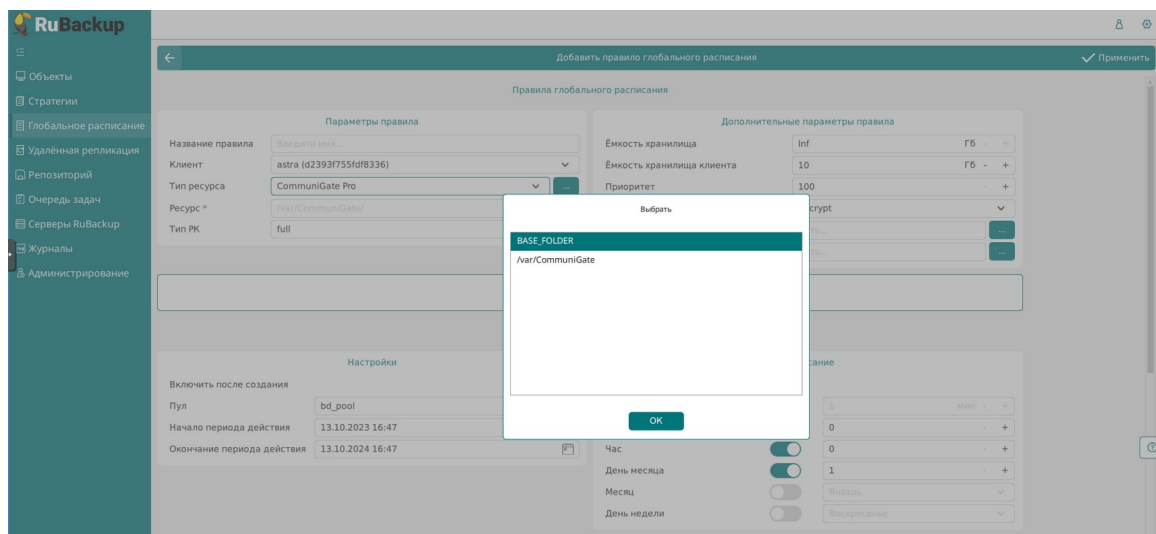 RuBackup
Объекты
Стратегии
Глобальное расписание
Удалённая репликация
Репозиторий
Очередь задач
Серверы RuBackup
Журналы
Администрирование
Добавить правило глобального расписания
Применить
Правила глобального расписания
Параметры правила
Название правила Введите имя...
Клиент astra (d2393f755fdf8336)
Тип ресурса CommuniGate Pro ...
Ресурс * /var/CommuniGate/
Тип РК full
Дополнительные параметры правила
Ёмкость хранилища Inf Гб - +
Ёмкость хранилища клиента 10 Гб - +
Приоритет 100 - +
crypt
...
...
Выбрать
BASE_FOLDER
/var/CommuniGate
OK
Настройки
Включить после создания
Пул bd_pool
Начало периода действия 13.10.2023 16:47
Окончание периода действия 13.10.2024 16:47
сание
1 мин - +
0 - +
Час 0 - +
День месяца 1 - +
Месяц Январь
День недели Воскресенье